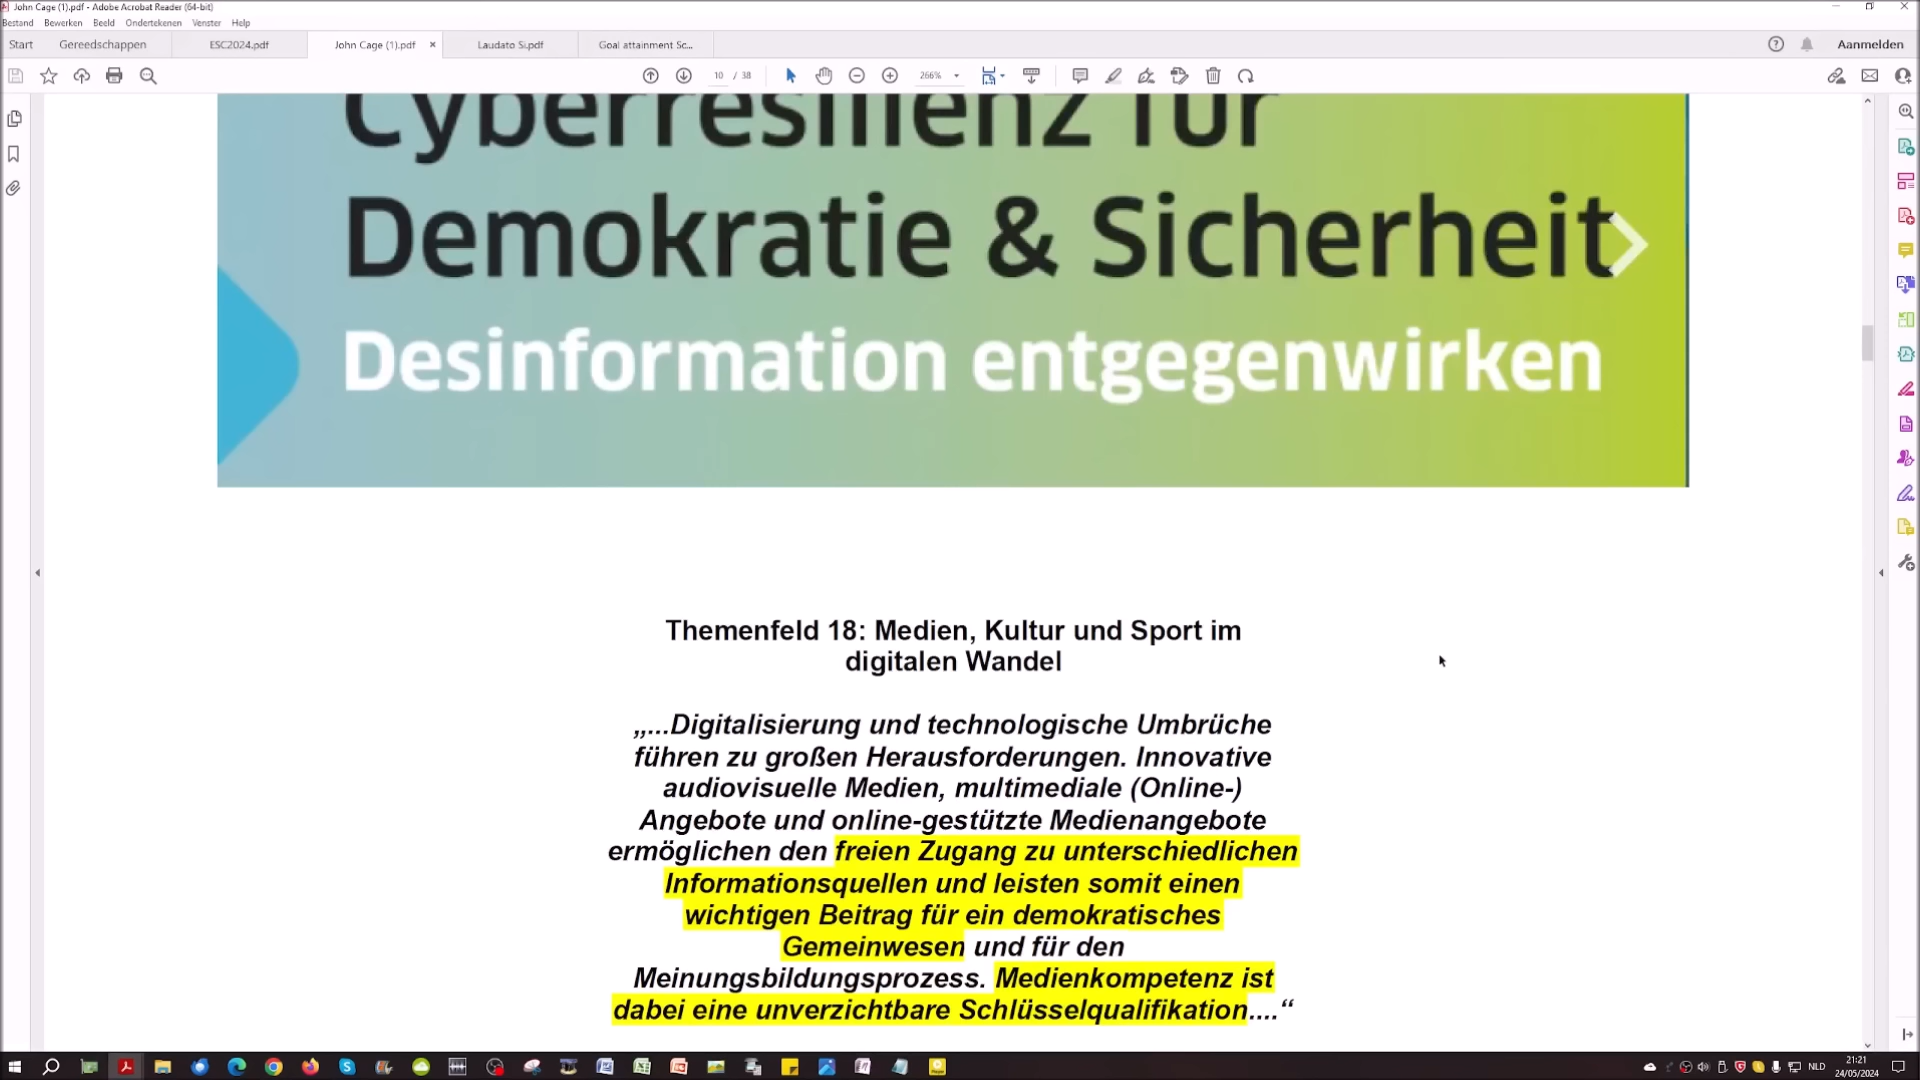 John Cage (1).pdf - Adobe Acrobat Reader (64-bit)
Bestand Bewerken Beeld Ondertekenen Venster Help
Start Gereedschappen ESC2024.pdf John Cage (1).pdf × Laudato Si.pdf Goal attainment Sc... Aanmelden
10 / 38 266%
Cyberresilienz für
Demokratie & Sicherheit
Desinformation entgegenwirken
Themenfeld 18: Medien, Kultur und Sport im
digitalen Wandel
„...Digitalisierung und technologische Umbrüche
führen zu großen Herausforderungen. Innovative
audiovisuelle Medien, multimediale (Online-)
Angebote und online-gestützte Medienangebote
ermöglichen den freien Zugang zu unterschiedlichen
Informationsquellen und leisten somit einen
wichtigen Beitrag für ein demokratisches
Gemeinwesen und für den
Meinungsbildungsprozess. Medienkompetenz ist
dabei eine unverzichtbare Schlüsselqualifikation....“
NLD
21:21
24/05/2024